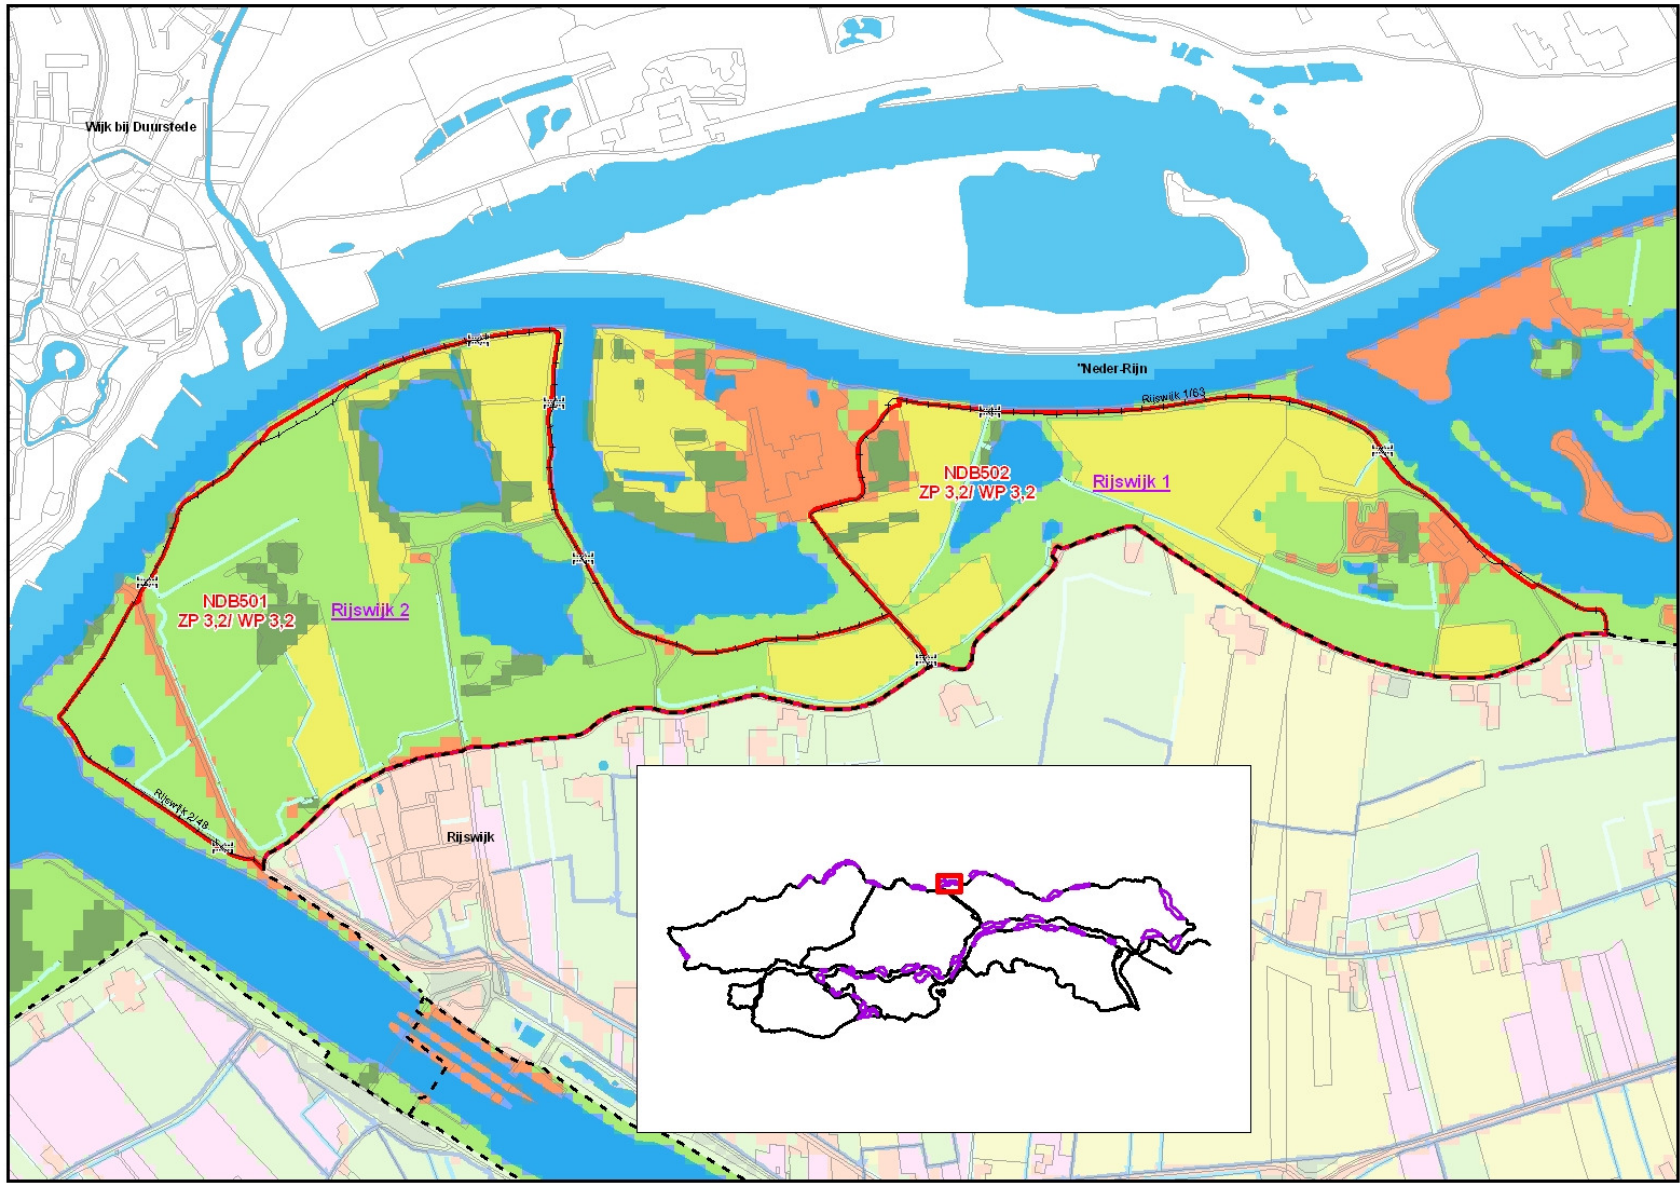 Wijk bij Duurstede
"Neder-Rijn
Rijswijk 1/63
NDB502
ZP 3,2/ WP 3,2
Rijswijk 1
NDB501
ZP 3,2/ WP 3,2
Rijswijk 2
Rijswijk 2/48
Rijswijk